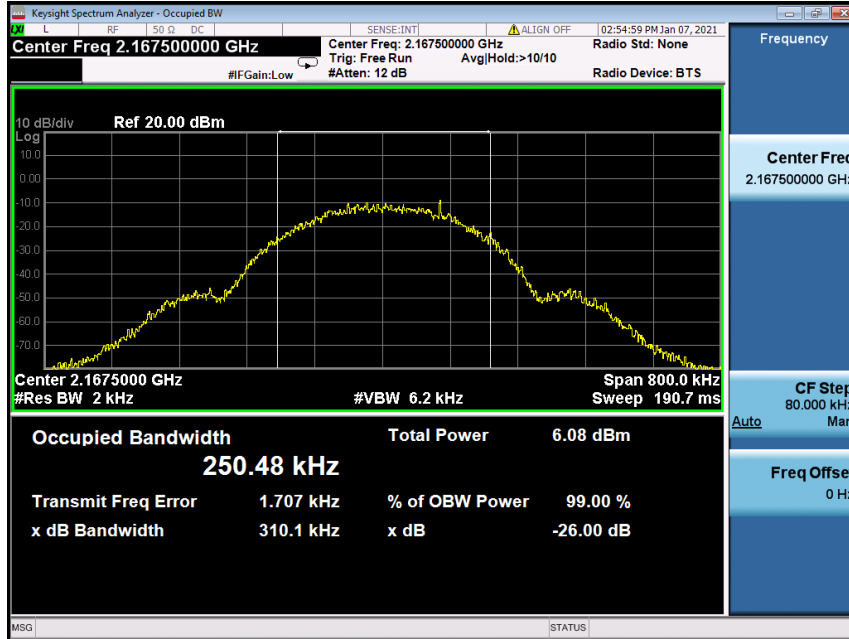 Keysight Spectrum Analyzer - Occupied BW
LXI L RF 50 Ω DC SENSE:INT ALIGN OFF 02:54:59 PM Jan 07, 2021
Center Freq 2.167500000 GHz
Center Freq: 2.167500000 GHz Radio Std: None
Trig: Free Run Avg|Hold:>10/10
#IFGain:Low #Atten: 12 dB Radio Device: BTS
10 dB/div Ref 20.00 dBm
Log
10.0
0.00
-10.0
-20.0
-30.0
-40.0
-50.0
-60.0
-70.0
Center 2.1675000 GHz Span 800.0 kHz
#Res BW 2 kHz #VBW 6.2 kHz Sweep 190.7 ms
Occupied Bandwidth Total Power 6.08 dBm
250.48 kHz
Transmit Freq Error 1.707 kHz % of OBW Power 99.00 %
x dB Bandwidth 310.1 kHz x dB -26.00 dB
MSG STATUS
Frequency
Center Freq
2.167500000 GHz
CF Step
80.000 kHz
Auto Man
Freq Offse
0 Hz